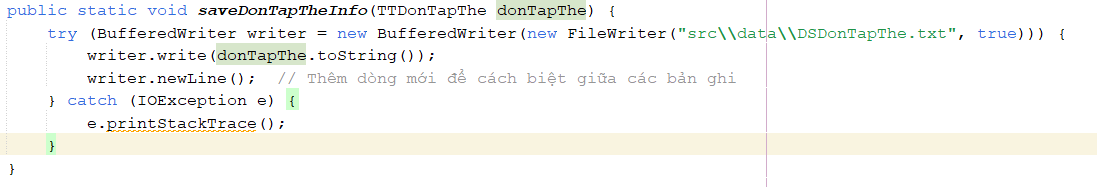 public static void saveDonTapTheInfo(TTDonTapThe donTapThe) {
    try (BufferedWriter writer = new BufferedWriter(new FileWriter("src\\data\\DSDonTapThe.txt", true))) {
        writer.write(donTapThe.toString());
        writer.newLine();  // Thêm dòng mới để cách biệt giữa các bản ghi
    } catch (IOException e) {
        e.printStackTrace();
    }
}